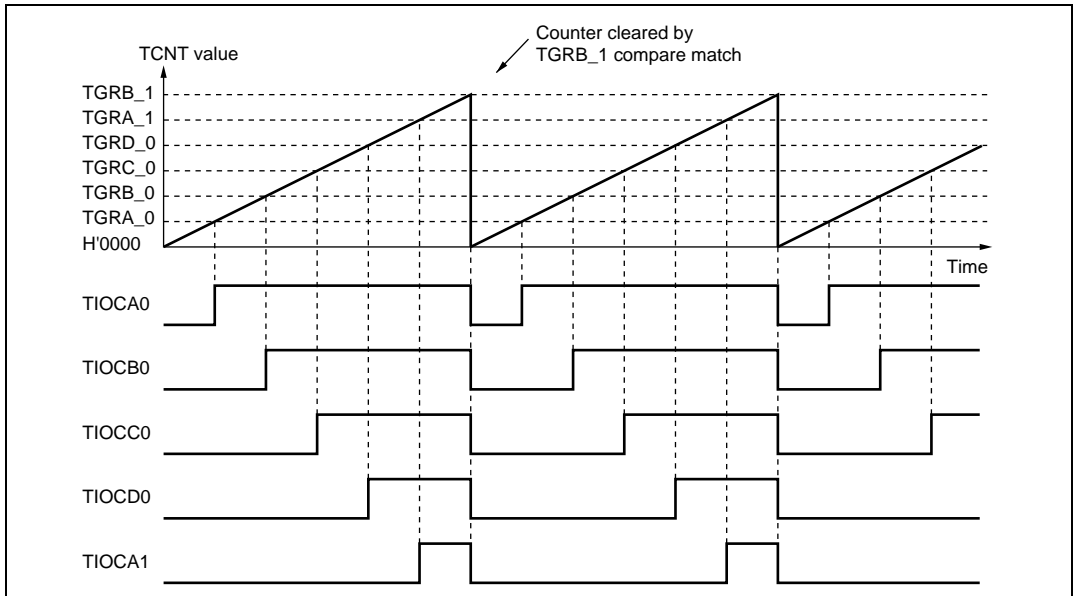 Counter cleared by
TGRB_1 compare match
TCNT value
TGRB_1
TGRA_1
TGRD_0
TGRC_0
TGRB_0
TGRA_0
H'0000
Time
TIOCA0
TIOCB0
TIOCC0
TIOCD0
TIOCA1